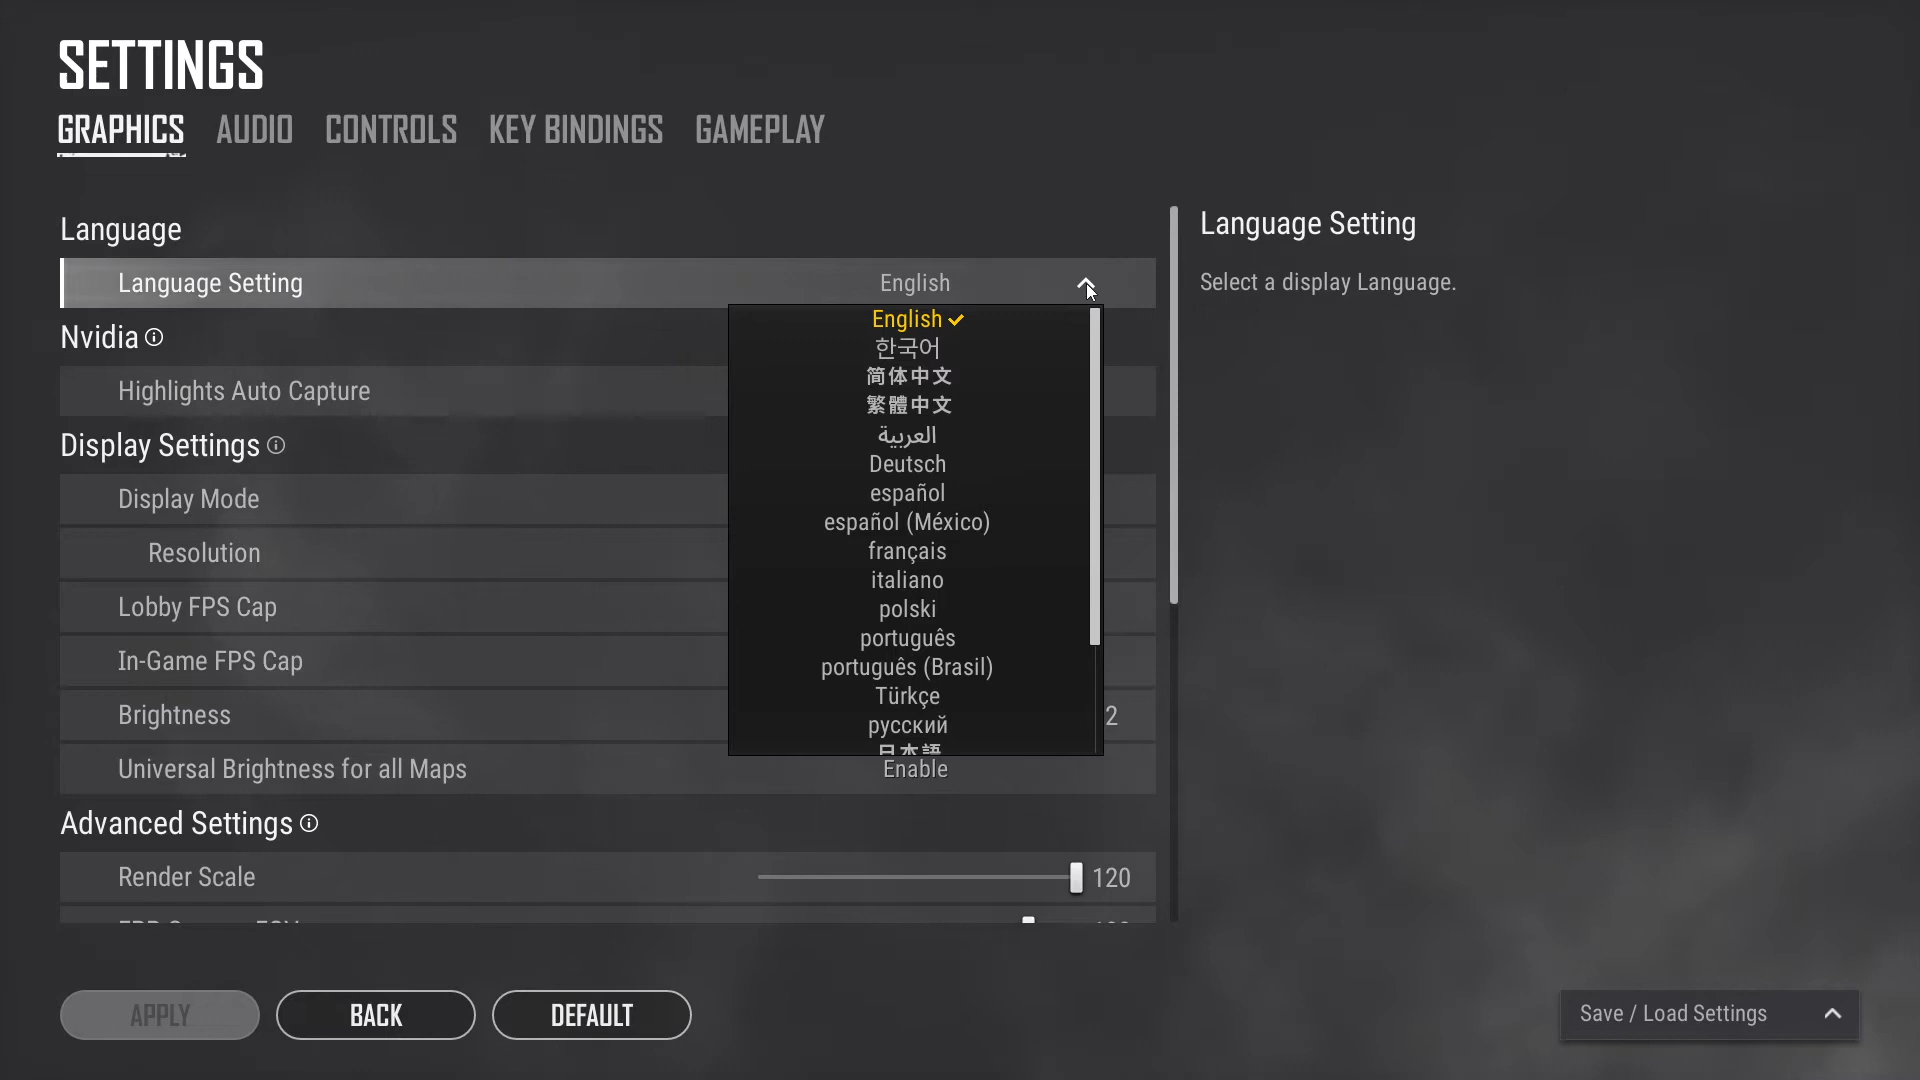 SETTINGS
GRAPHICS AUDIO CONTROLS KEY BINDINGS GAMEPLAY
Language
Language Setting English
English
한국어
简体中文
繁體中文
العربية
Deutsch
español
español (México)
français
italiano
polski
português
português (Brasil)
Türkçe
русский
日本語
Nvidia
Highlights Auto Capture
Display Settings
Display Mode
Resolution
Lobby FPS Cap
In-Game FPS Cap
Brightness 2
Universal Brightness for all Maps Enable
Advanced Settings
Render Scale 120
Language Setting
Select a display Language.
APPLY BACK DEFAULT
Save / Load Settings